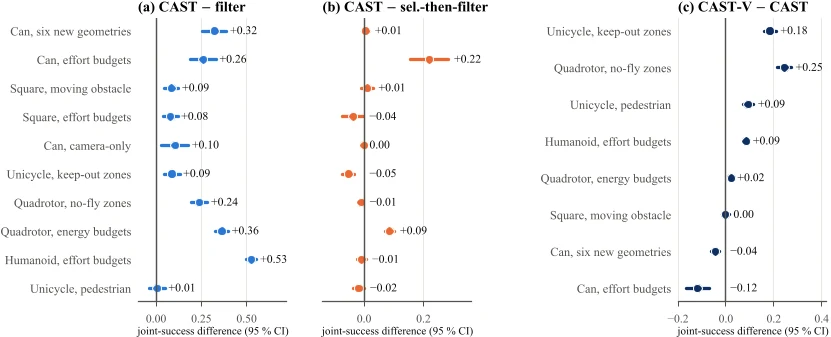 (a) CAST − filter
Can, six new geometries +0.32
Can, effort budgets +0.26
Square, moving obstacle +0.09
Square, effort budgets +0.08
Can, camera-only +0.10
Unicycle, keep-out zones +0.09
Quadrotor, no-fly zones +0.24
Quadrotor, energy budgets +0.36
Humanoid, effort budgets +0.53
Unicycle, pedestrian +0.01
0.00 0.25 0.50
joint-success difference (95 % CI)
(b) CAST − sel.-then-filter
+0.01
+0.22
+0.01
−0.04
0.00
−0.05
−0.01
+0.09
−0.01
−0.02
0.0 0.2
joint-success difference (95 % CI)
(c) CAST-V − CAST
Unicycle, keep-out zones +0.18
Quadrotor, no-fly zones +0.25
Unicycle, pedestrian +0.09
Humanoid, effort budgets +0.09
Quadrotor, energy budgets +0.02
Square, moving obstacle 0.00
Can, six new geometries −0.04
Can, effort budgets −0.12
−0.2 0.0 0.2 0.4
joint-success difference (95 % CI)